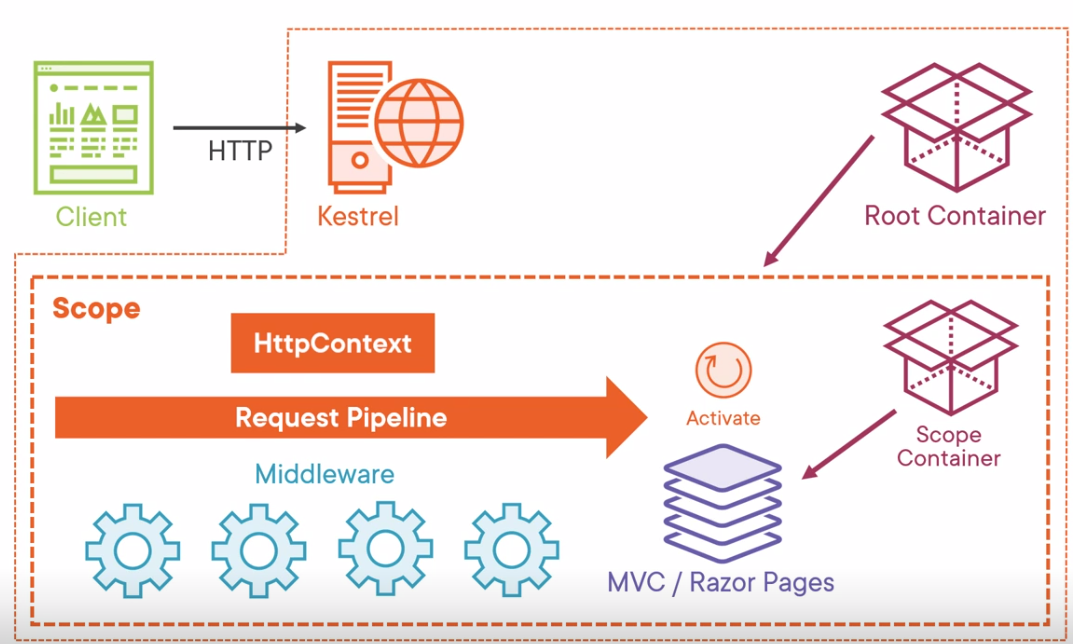 HTTP
Client
Kestrel
Root Container
Scope
HttpContext
Request Pipeline
Activate
Middleware
Scope
Container
MVC / Razor Pages